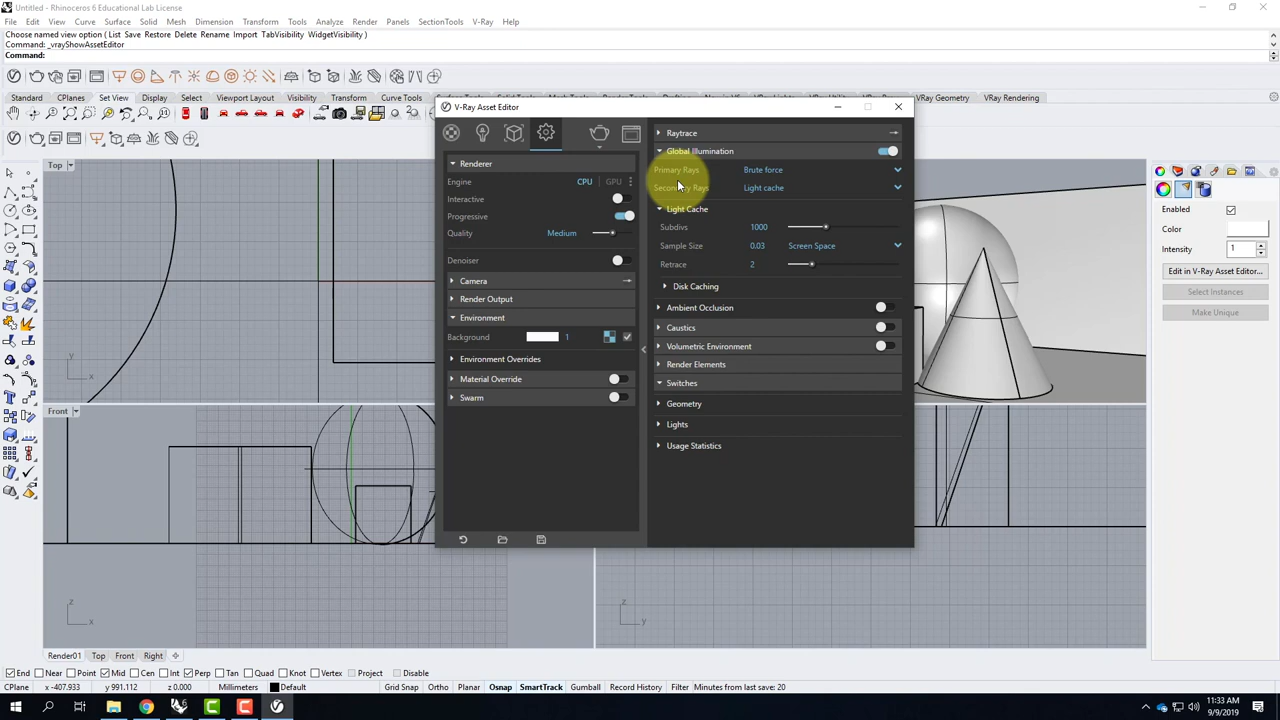 Untitled - Rhinoceros 6 Educational Lab License
File Edit View Curve Surface Solid Mesh Dimension Transform Tools Analyze Render Panels SectionTools V-Ray Help
Choose named view option ( List Save Restore Delete Rename Import TabVisibility WidgetVisibility )
Command: _vrayShowAssetEditor
Command:
Standard CPlanes Set View Display Select Viewport Layout Visibility Transform Curve Tools VRay Geometry VRay Rendering
V-Ray Asset Editor
Top
Renderer
Engine CPU GPU
Interactive
Progressive
Quality Medium
Denoiser
Camera
Render Output
Environment
Background 1
Environment Overrides
Material Override
Swarm
Raytrace
Global Illumination
Primary Rays Brute force
Secondary Rays Light cache
Light Cache
Subdivs 1000
Sample Size 0.03 Screen Space
Retrace 2
Disk Caching
Ambient Occlusion
Caustics
Volumetric Environment
Render Elements
Switches
Geometry
Lights
Usage Statistics
Enabled
Color
Intensity 1
Edit in V-Ray Asset Editor...
Select Instances
Make Unique
y
x
Front
z
x
z
y
Render01 Top Front Right
End Near Point Mid Cen Int Perp Tan Quad Knot Vertex Project Disable
CPlane x -407.933 y 991.112 z 0.000 Millimeters Default Grid Snap Ortho Planar Osnap SmartTrack Gumball Record History Filter Minutes from last save: 20
11:33 AM
9/9/2019